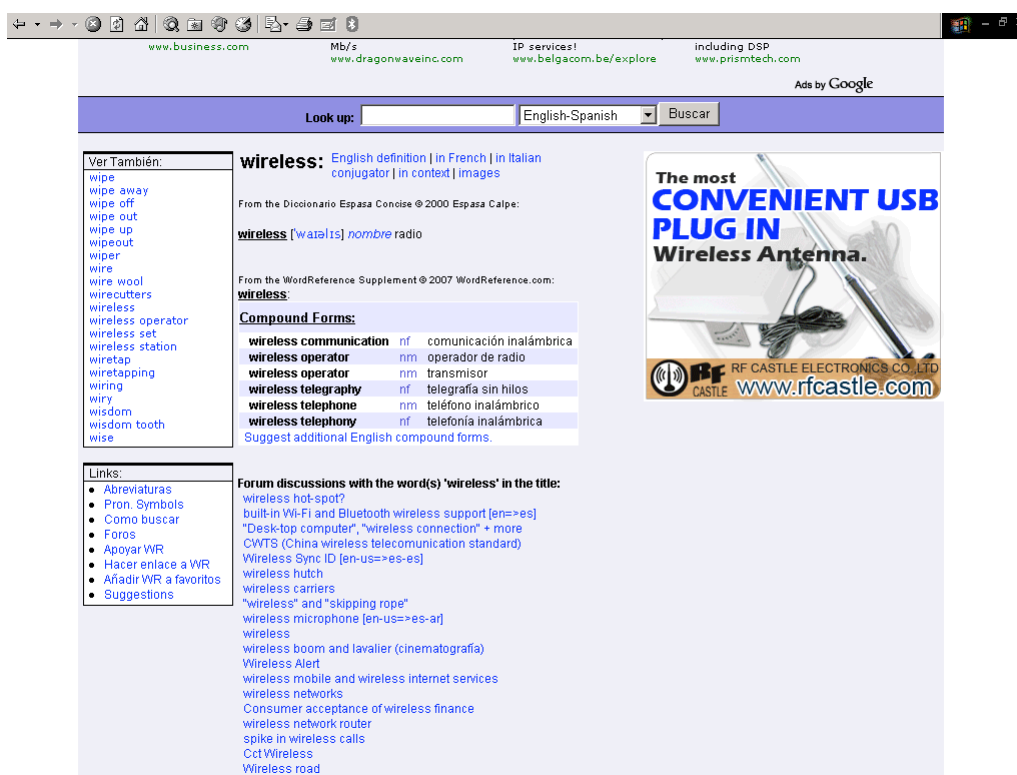 www.business.com
Mb/s
www.dragonwaveinc.com
IP services!
www.belgacom.be/explore
including DSP
www.prismtech.com
Ads by Google
Look up: English-Spanish Buscar
Ver También:
wipe
wipe away
wipe off
wipe out
wipe up
wipeout
wiper
wire
wire wool
wirecutters
wireless
wireless operator
wireless set
wireless station
wiretap
wiretapping
wiring
wiry
wisdom
wisdom tooth
wise
Links:
Abreviaturas
Pron. Symbols
Como buscar
Foros
Apoyar WR
Hacer enlace a WR
Añadir WR a favoritos
Suggestions
wireless: English definition | in French | in Italian
conjugator | in context | images
From the Diccionario Espasa Concise © 2000 Espasa Calpe:
wireless ['waɪəlɪs] nombre radio
From the WordReference Supplement © 2007 WordReference.com:
wireless:
Compound Forms:
wireless communication nf comunicación inalámbrica
wireless operator nm operador de radio
wireless operator nm transmisor
wireless telegraphy nf telegrafía sin hilos
wireless telephone nm teléfono inalámbrico
wireless telephony nf telefonía inalámbrica
Suggest additional English compound forms.
Forum discussions with the word(s) 'wireless' in the title:
wireless hot-spot?
built-in Wi-Fi and Bluetooth wireless support [en=>es]
"Desk-top computer", "wireless connection" + more
CWTS (China wireless telecomunication standard)
Wireless Sync ID [en-us=>es-es]
wireless hutch
wireless carriers
"wireless" and "skipping rope"
wireless microphone [en-us=>es-ar]
wireless
wireless boom and lavalier (cinematografía)
Wireless Alert
wireless mobile and wireless internet services
wireless networks
Consumer acceptance of wireless finance
wireless network router
spike in wireless calls
Cct Wireless
Wireless road
The most
CONVENIENT USB
PLUG IN
Wireless Antenna.
RF CASTLE
RF CASTLE ELECTRONICS CO.,LTD
www.rfcastle.com